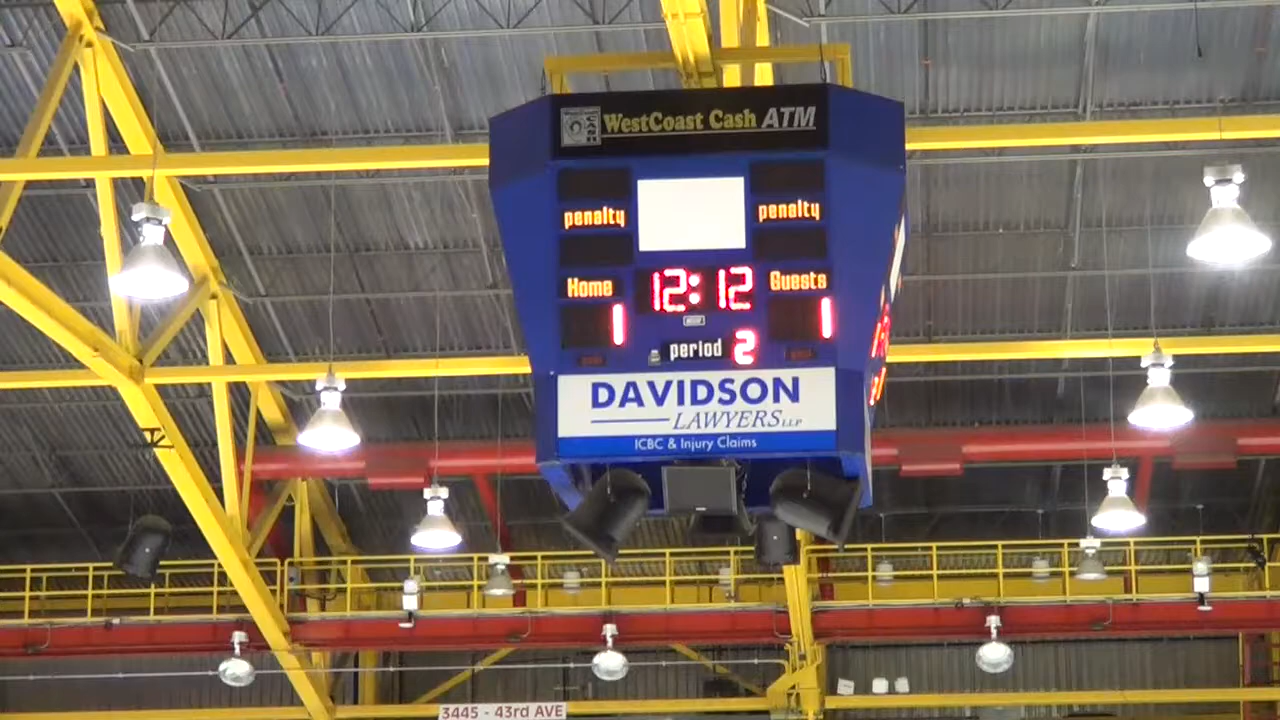 WestCoast Cash ATM
penalty penalty
Home 12:12 Guests
1 1
period 2
DAVIDSON
LAWYERS LLP
ICBC & Injury Claims
3445 - 43rd AVE